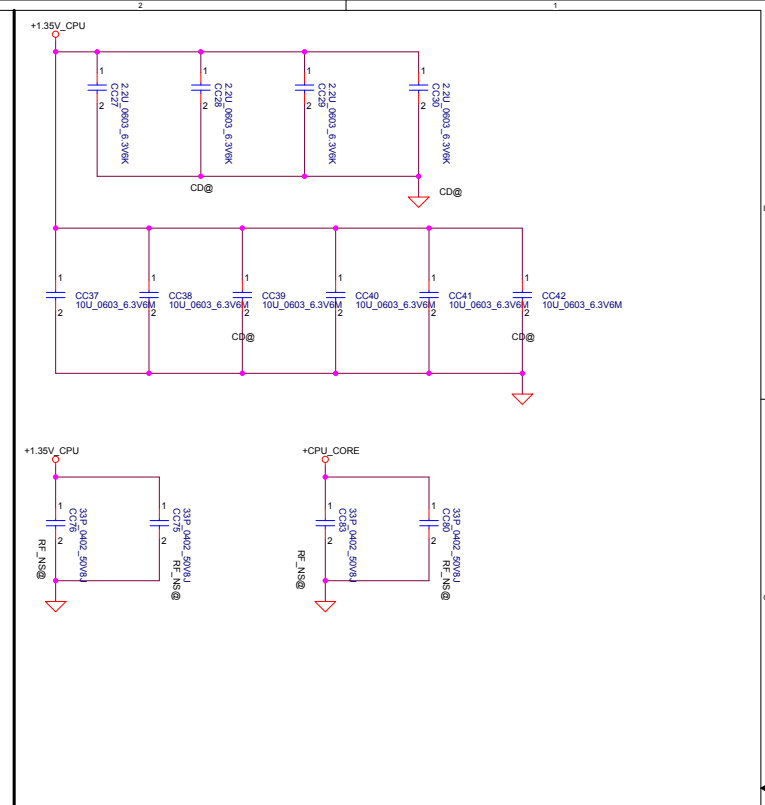 2
1
+1.35V_CPU
1
2
2.2U_0603_6.3V6K
CC27
1
2
2.2U_0603_6.3V6K
CC28
1
2
2.2U_0603_6.3V6K
CC29
1
2
2.2U_0603_6.3V6K
CC30
CD@
CD@
1
2
CC37
10U_0603_6.3V6M
1
2
CC38
10U_0603_6.3V6M
1
2
CC39
10U_0603_6.3V6M
CD@
1
2
CC40
10U_0603_6.3V6M
1
2
CC41
10U_0603_6.3V6M
1
2
CC42
10U_0603_6.3V6M
CD@
+1.35V_CPU
1
2
33P_0402_50V8J
CC76
RF_NS@
1
2
33P_0402_50V8J
CC75
RF_NS@
+CPU_CORE
1
2
33P_0402_50V8J
CC83
RF_NS@
1
2
33P_0402_50V8J
CC80
RF_NS@